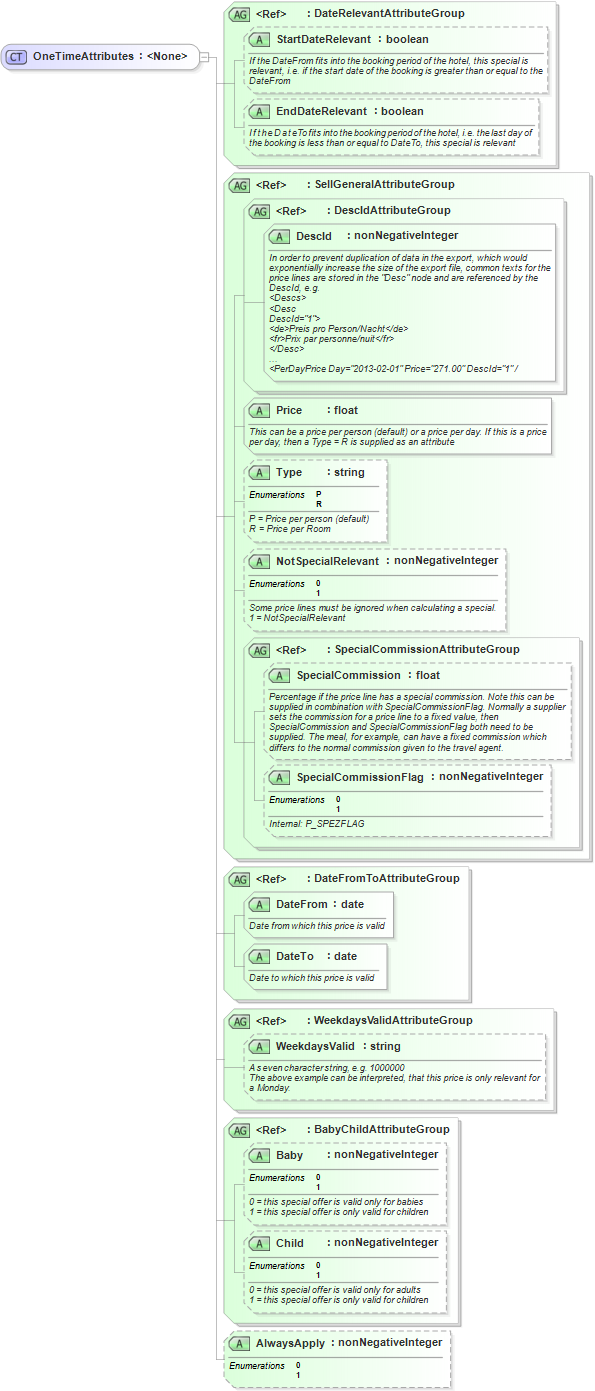 CT OneTimeAttributes : <None>
AG <Ref> : DateRelevantAttributeGroup
A StartDateRelevant : boolean
If the DateFrom fits into the booking period of the hotel, this special is
relevant, i.e. if the start date of the booking is greater than or equal to the
DateFrom
A EndDateRelevant : boolean
If the DateTo fits into the booking period of the hotel, i.e. the last day of
the booking is less than or equal to DateTo, this special is relevant
AG <Ref> : SellGeneralAttributeGroup
AG <Ref> : DescIdAttributeGroup
A DescId : nonNegativeInteger
In order to prevent duplication of data in the export, which would
exponentially increase the size of the export file, common texts for the
price lines are stored in the "Desc" node and are referenced by the
DescId, e.g.
<Descs>
<Desc
DescId="1">
<de>Preis pro Person/Nacht</de>
<fr>Prix par personne/nuit</fr>
</Desc>
...
<PerDayPrice Day="2013-02-01" Price="271.00" DescId="1" /
A Price : float
This can be a price per person (default) or a price per day. If this is a price
per day, then a Type = R is supplied as an attribute
A Type : string
Enumerations P
R
P = Price per person (default)
R = Price per Room
A NotSpecialRelevant : nonNegativeInteger
Enumerations 0
1
Some price lines must be ignored when calculating a special.
1 = NotSpecialRelevant
AG <Ref> : SpecialCommissionAttributeGroup
A SpecialCommission : float
Percentage if the price line has a special commission. Note this can be
supplied in combination with SpecialCommissionFlag. Normally a supplier
sets the commission for a price line to a fixed value, then
SpecialCommission and SpecialCommissionFlag both need to be
supplied. The meal, for example, can have a fixed commission which
differs to the normal commission given to the travel agent.
A SpecialCommissionFlag : nonNegativeInteger
Enumerations 0
1
Internal: P_SPEZFLAG
AG <Ref> : DateFromToAttributeGroup
A DateFrom : date
Date from which this price is valid
A DateTo : date
Date to which this price is valid
AG <Ref> : WeekdaysValidAttributeGroup
A WeekdaysValid : string
A seven character string, e.g. 1000000
The above example can be interpreted, that this price is only relevant for
a Monday.
AG <Ref> : BabyChildAttributeGroup
A Baby : nonNegativeInteger
Enumerations 0
1
0 = this special offer is valid only for babies
1 = this special offer is only valid for children
A Child : nonNegativeInteger
Enumerations 0
1
0 = this special offer is valid only for adults
1 = this special offer is only valid for children
A AlwaysApply : nonNegativeInteger
Enumerations 0
1